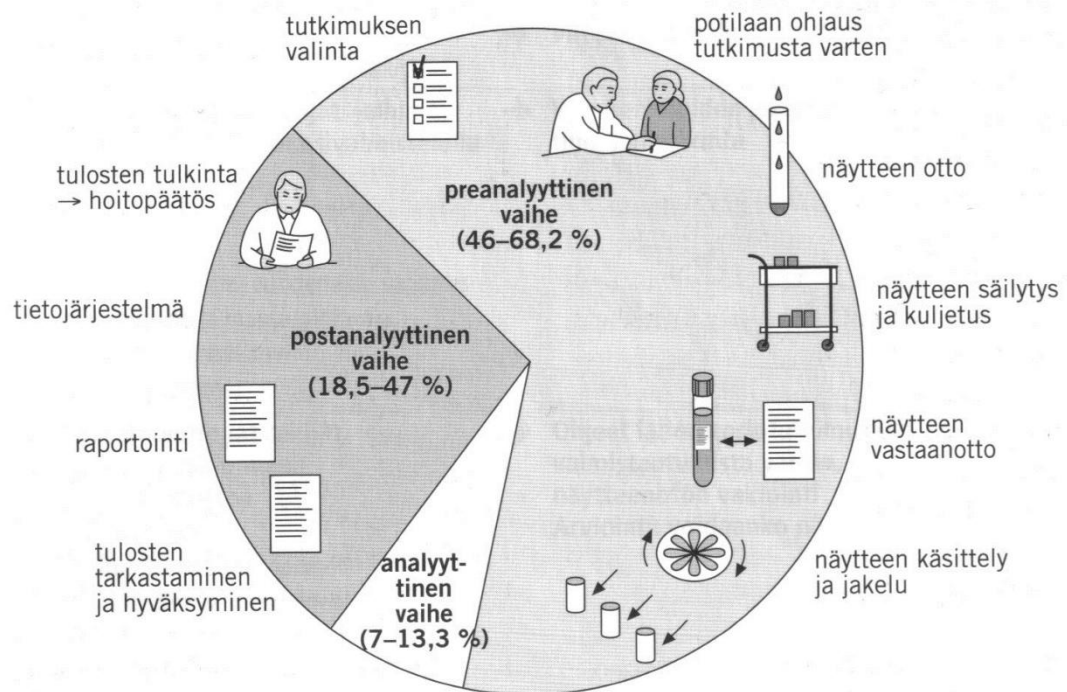 tutkimuksen
valinta
potilaan ohjaus
tutkimusta varten
näytteen otto
näytteen säilytys
ja kuljetus
näytteen
vastaanotto
näytteen käsittely
ja jakelu
preanalyyttinen
vaihe
(46–68,2 %)
tulosten tulkinta
→ hoitopäätös
tietojärjestelmä
postanalyyttinen
vaihe
(18,5–47 %)
raportointi
tulosten
tarkastaminen
ja hyväksyminen
analyyt-
tinen
vaihe
(7–13,3 %)